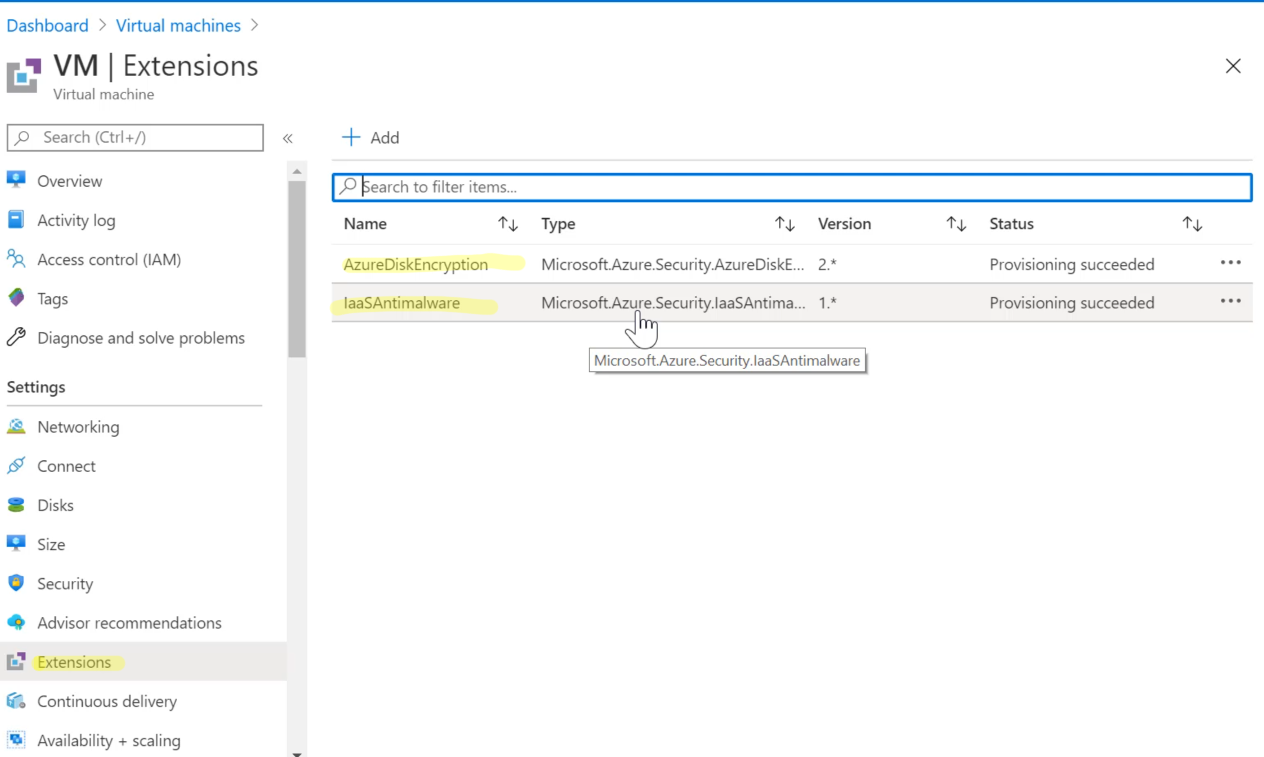 Dashboard > Virtual machines >
VM | Extensions
Virtual machine
Search (Ctrl+/)
«
Overview
Activity log
Access control (IAM)
Tags
Diagnose and solve problems
Settings
Networking
Connect
Disks
Size
Security
Advisor recommendations
Extensions
Continuous delivery
Availability + scaling
+ Add
Search to filter items...
Name ↑↓ Type ↑↓ Version ↑↓ Status ↑↓
AzureDiskEncryption Microsoft.Azure.Security.AzureDiskE... 2.* Provisioning succeeded ...
IaaSAntimalware Microsoft.Azure.Security.IaaSAntima... 1.* Provisioning succeeded ...
Microsoft.Azure.Security.IaaSAntimalware